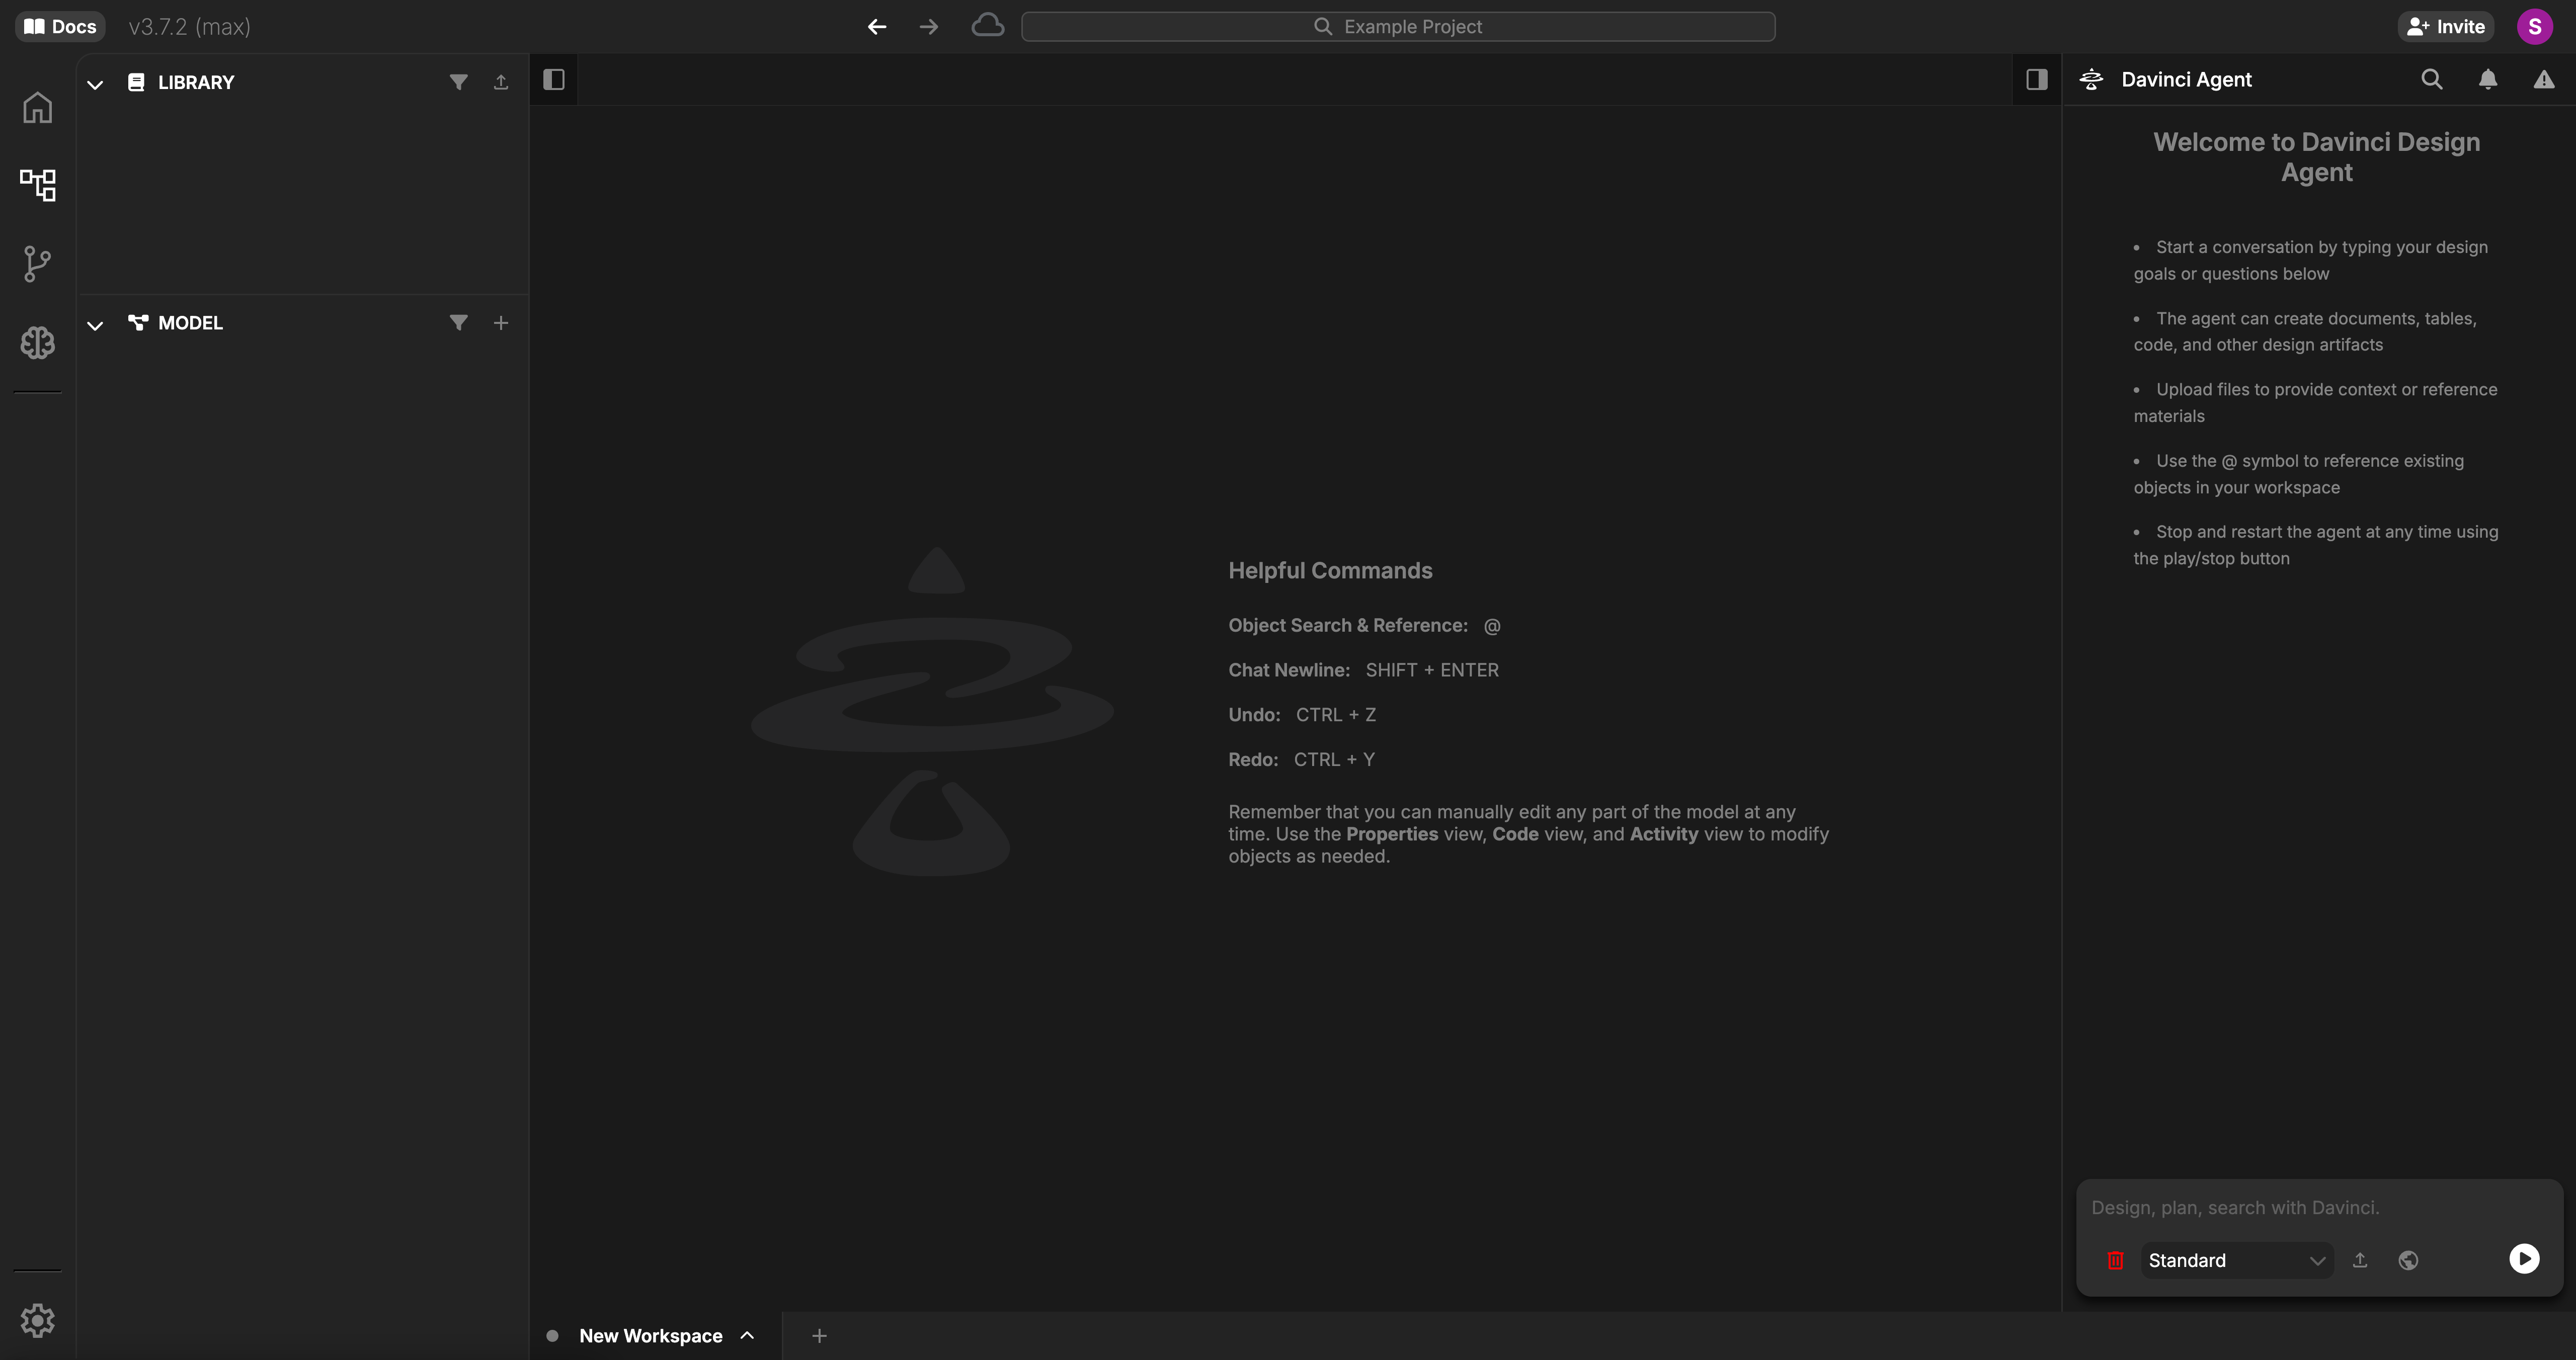 Docs
v3.7.2 (max)
Example Project
Invite
S
LIBRARY
MODEL
Helpful Commands
Object Search & Reference: @
Chat Newline: SHIFT + ENTER
Undo: CTRL + Z
Redo: CTRL + Y
Remember that you can manually edit any part of the model at any
time. Use the Properties view, Code view, and Activity view to modify
objects as needed.
New Workspace
Davinci Agent
Welcome to Davinci Design
Agent
• Start a conversation by typing your design
goals or questions below
• The agent can create documents, tables,
code, and other design artifacts
• Upload files to provide context or reference
materials
• Use the @ symbol to reference existing
objects in your workspace
• Stop and restart the agent at any time using
the play/stop button
Design, plan, search with Davinci.
Standard